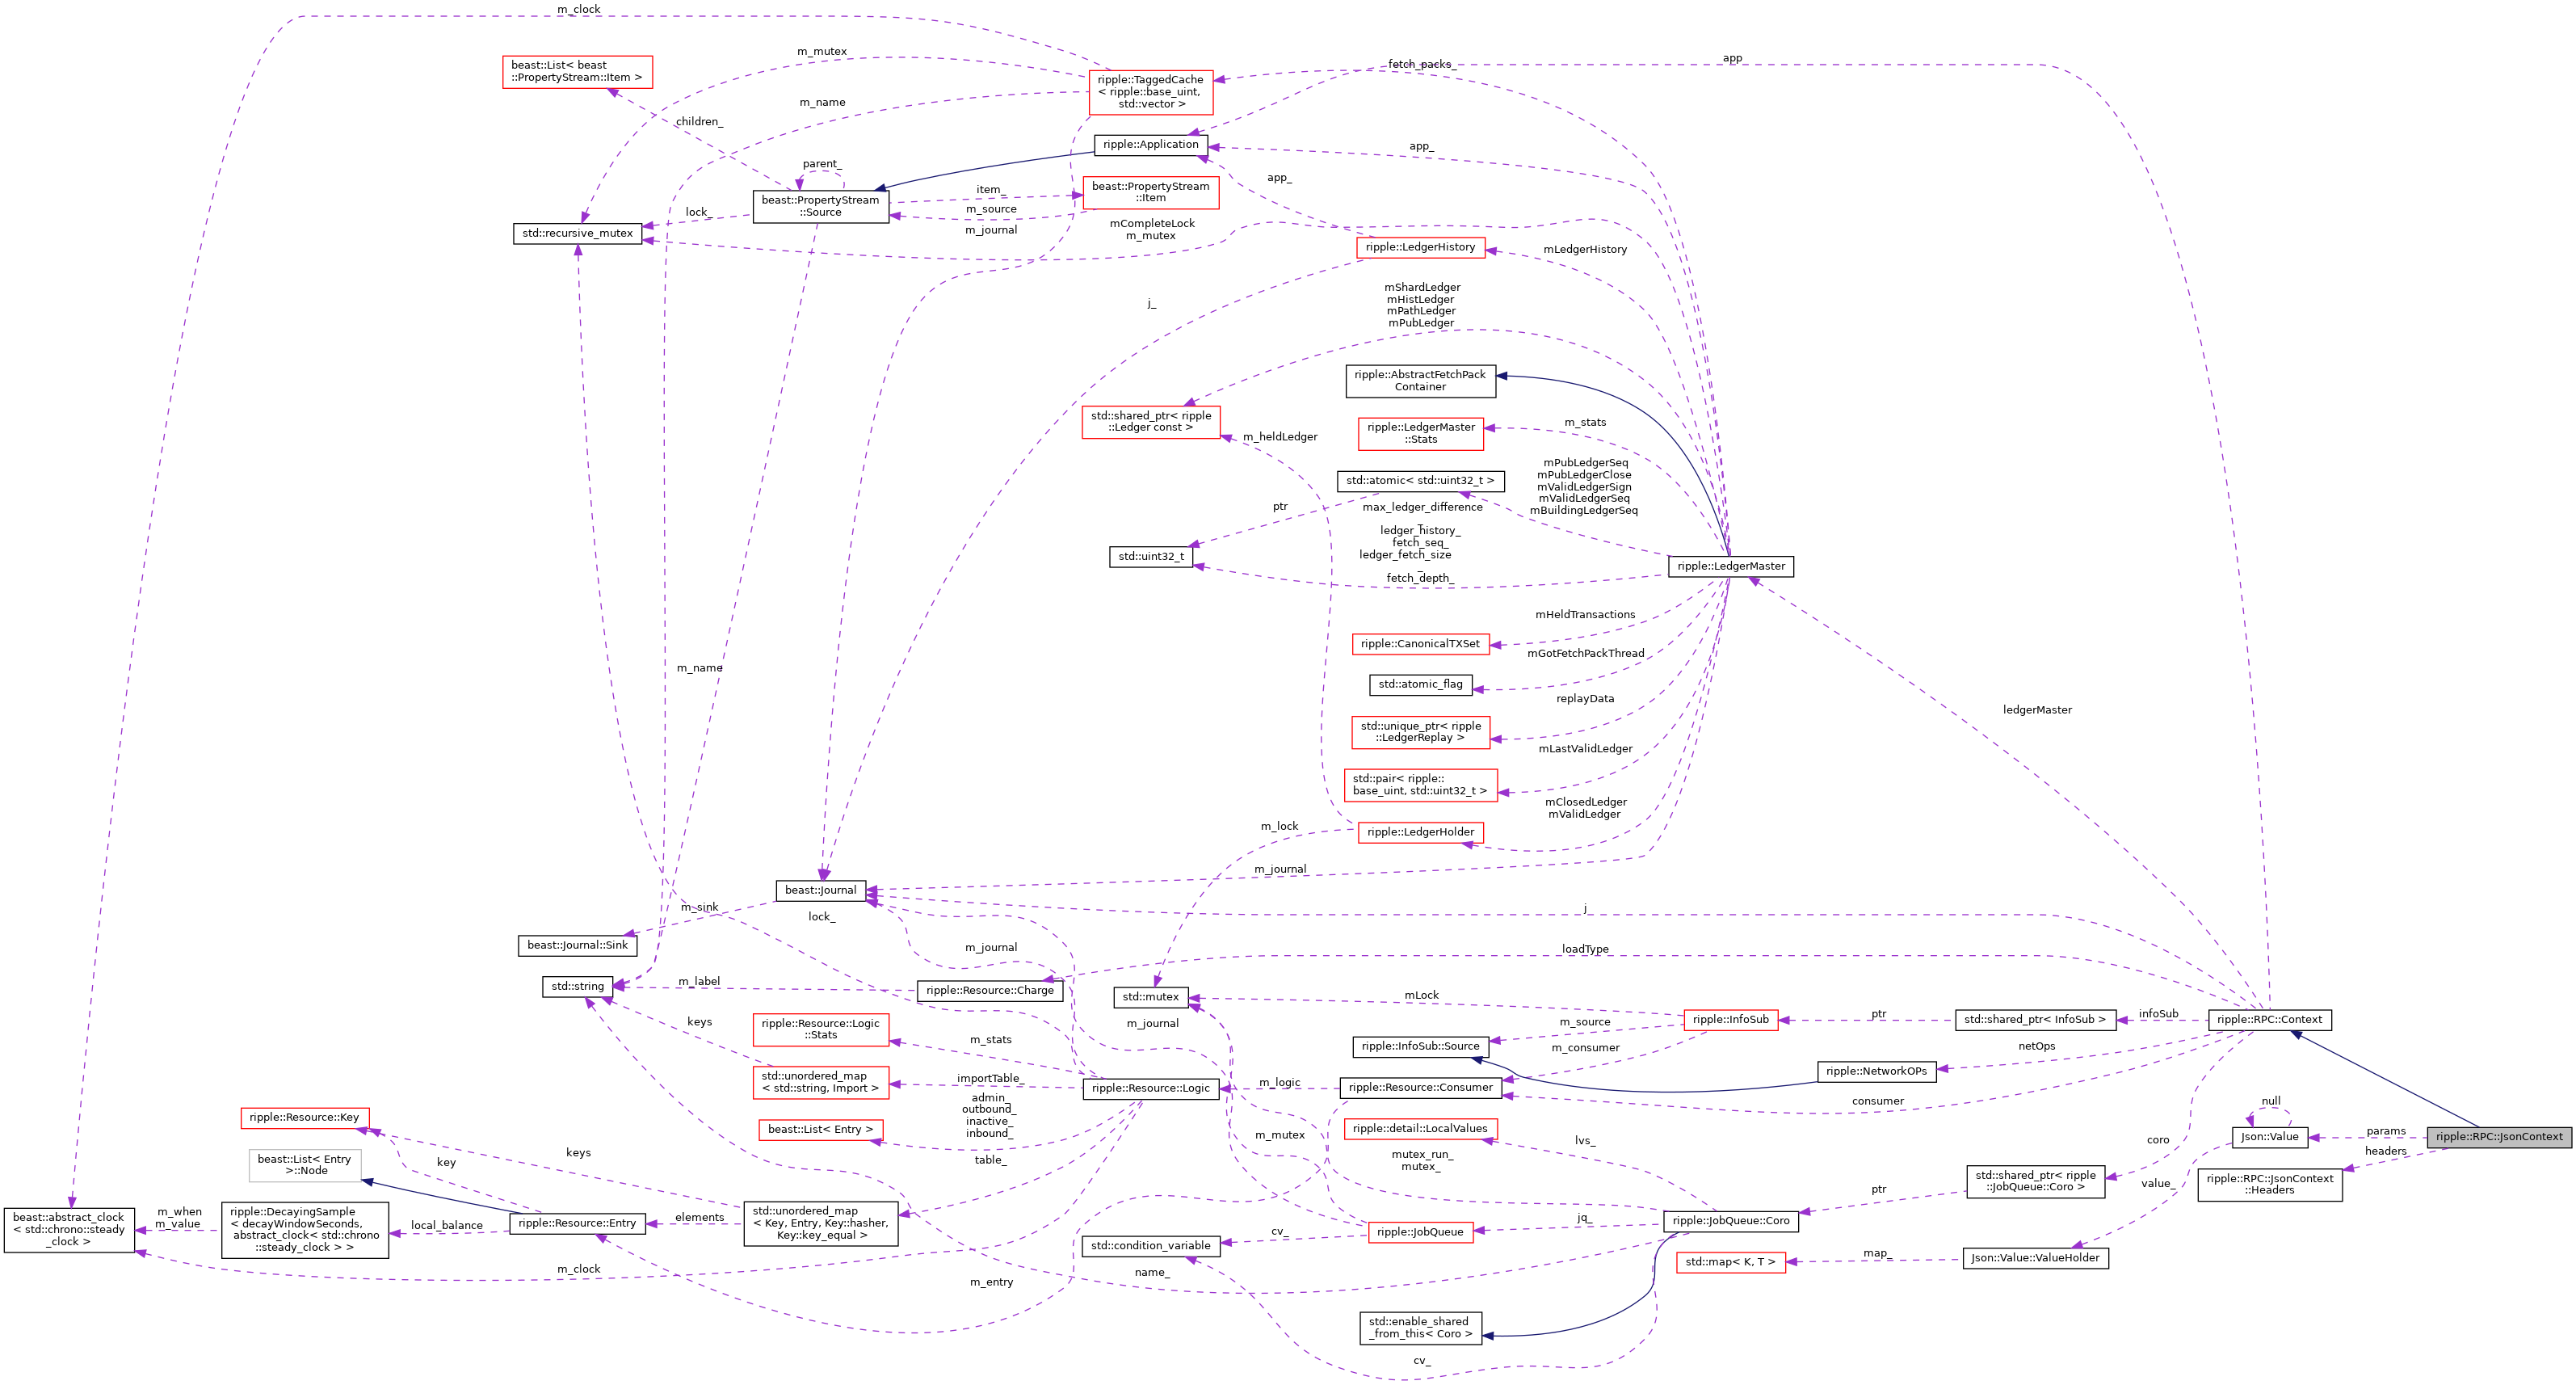 m_clock
m_mutex
app
beast::List< beast
::PropertyStream::Item >
fetch_packs_
ripple::TaggedCache
< ripple::base_uint,
std::vector >
m_name
children_
ripple::Application
app_
parent_
app_
item_
beast::PropertyStream
::Item
beast::PropertyStream
::Source
lock_
m_source
m_journal
mCompleteLock
m_mutex
std::recursive_mutex
ripple::LedgerHistory
mLedgerHistory
j_
mShardLedger
mHistLedger
mPathLedger
mPubLedger
ripple::AbstractFetchPack
Container
std::shared_ptr< ripple
::Ledger const >
m_heldLedger
ripple::LedgerMaster
::Stats
m_stats
std::atomic< std::uint32_t >
mPubLedgerSeq
mPubLedgerClose
mValidLedgerSign
mValidLedgerSeq
mBuildingLedgerSeq
ptr
max_ledger_difference
_
ledger_history_
fetch_seq_
ledger_fetch_size
_
fetch_depth_
std::uint32_t
ripple::LedgerMaster
mHeldTransactions
ripple::CanonicalTXSet
mGotFetchPackThread
std::atomic_flag
m_name
replayData
ledgerMaster
std::unique_ptr< ripple
::LedgerReplay >
mLastValidLedger
std::pair< ripple::
base_uint, std::uint32_t >
mClosedLedger
mValidLedger
m_lock
ripple::LedgerHolder
m_journal
beast::Journal
m_sink
lock_
j
beast::Journal::Sink
m_journal
loadType
std::string
m_label
ripple::Resource::Charge
std::mutex
mLock
keys
ripple::Resource::Logic
::Stats
m_journal
m_source
ripple::InfoSub
ptr
std::shared_ptr< InfoSub >
infoSub
ripple::RPC::Context
m_stats
ripple::InfoSub::Source
m_consumer
netOps
std::unordered_map
< std::string, Import >
importTable_
ripple::Resource::Logic
m_logic
ripple::Resource::Consumer
ripple::NetworkOPs
consumer
null
admin_
outbound_
inactive_
inbound_
ripple::Resource::Key
beast::List< Entry >
ripple::detail::LocalValues
lvs_
m_mutex
coro
Json::Value
params
ripple::RPC::JsonContext
headers
keys
key
table_
beast::List< Entry
>::Node
mutex_run_
mutex_
std::shared_ptr< ripple
::JobQueue::Coro >
value_
ripple::RPC::JsonContext
::Headers
ptr
beast::abstract_clock
< std::chrono::steady
_clock >
m_when
m_value
ripple::DecayingSample
< decayWindowSeconds,
abstract_clock< std::chrono
::steady_clock > >
local_balance
ripple::Resource::Entry
elements
std::unordered_map
< Key, Entry, Key::hasher,
Key::key_equal >
jq_
ripple::JobQueue::Coro
cv_
ripple::JobQueue
std::condition_variable
map_
Json::Value::ValueHolder
std::map< K, T >
m_clock
name_
m_entry
std::enable_shared
_from_this< Coro >
cv_